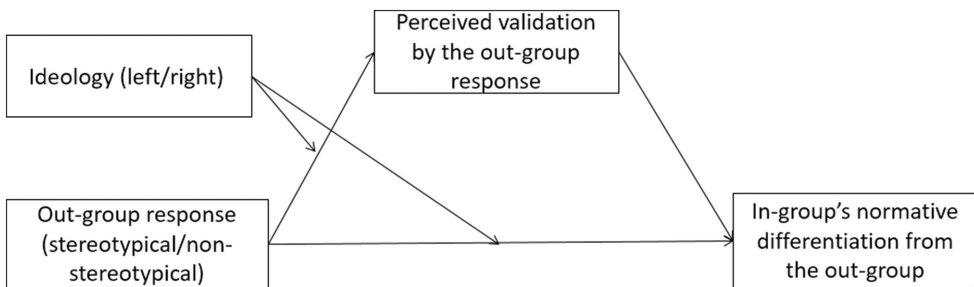 Perceived validation
by the out-group
response
Ideology (left/right)
Out-group response
(stereotypical/non-
stereotypical)
In-group's normative
differentiation from
the out-group